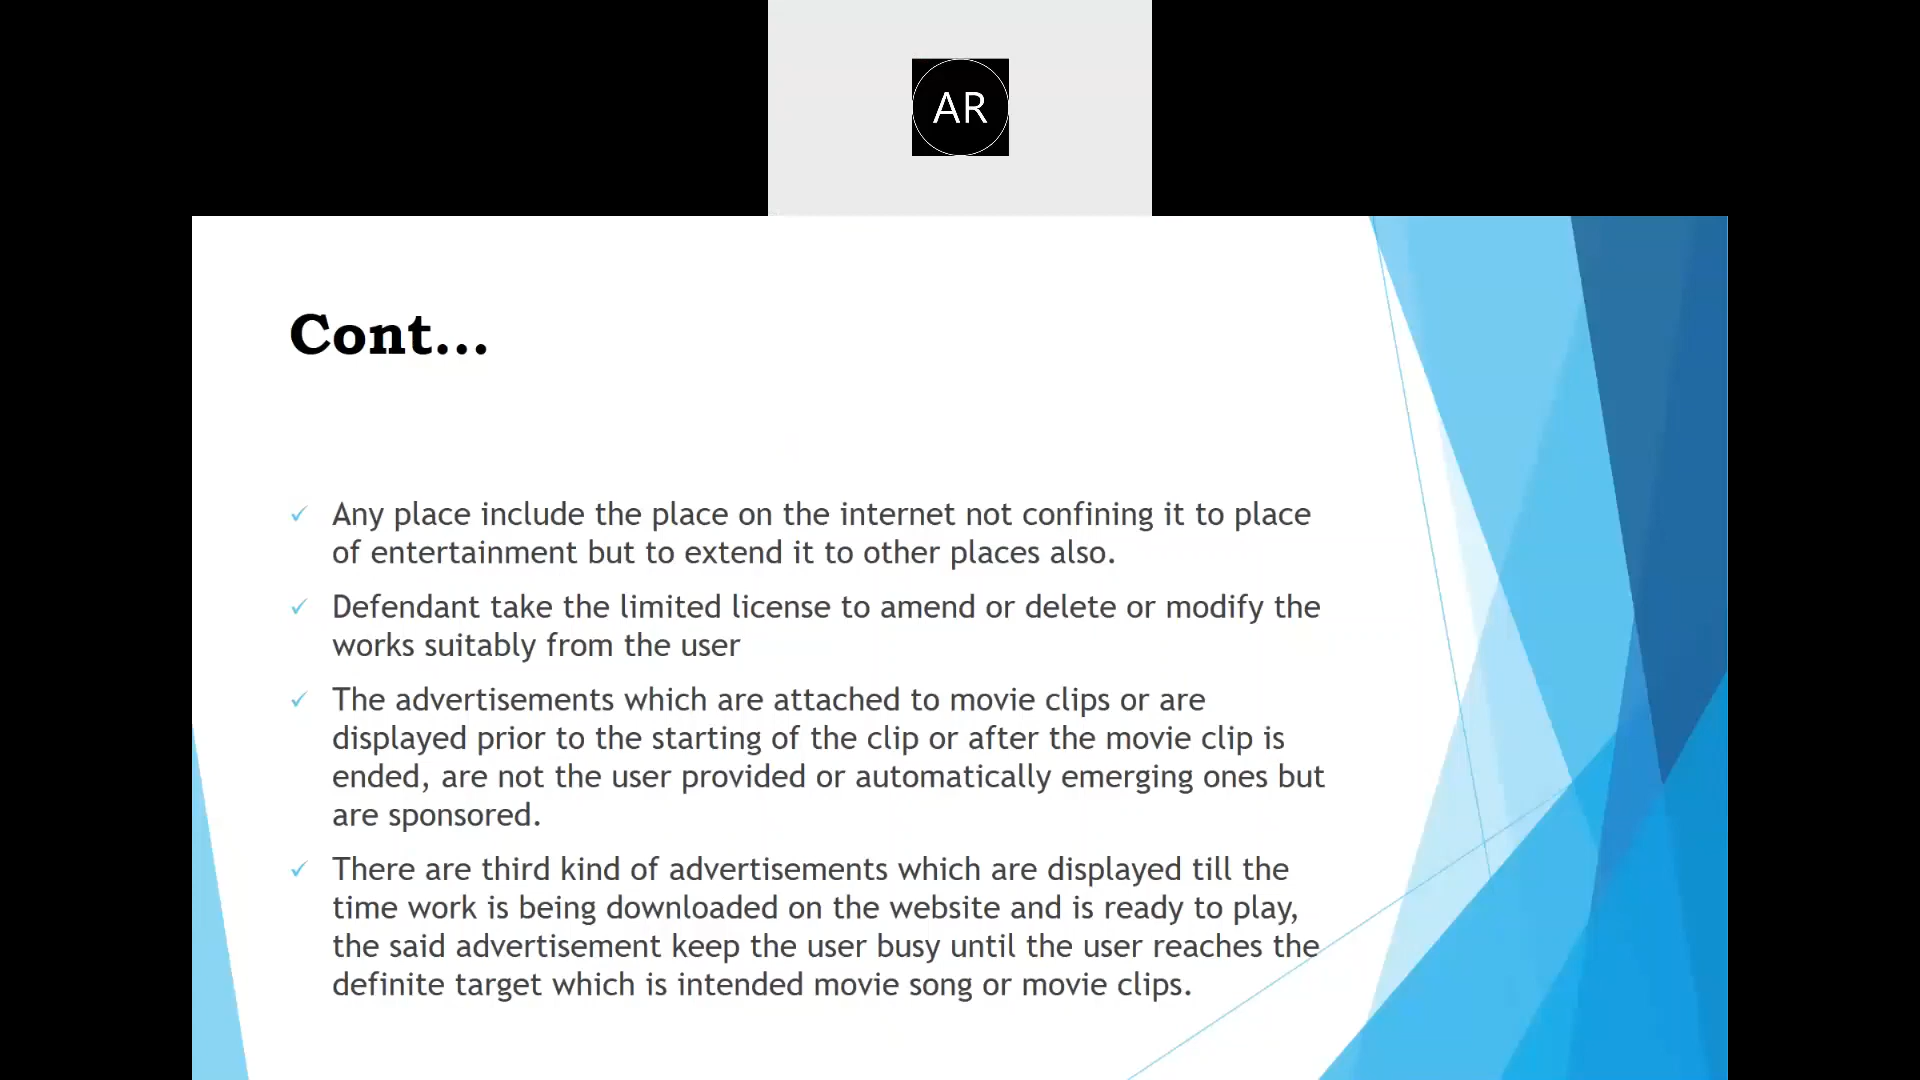 AR
Cont...
✓ Any place include the place on the internet not confining it to place
of entertainment but to extend it to other places also.
✓ Defendant take the limited license to amend or delete or modify the
works suitably from the user
✓ The advertisements which are attached to movie clips or are
displayed prior to the starting of the clip or after the movie clip is
ended, are not the user provided or automatically emerging ones but
are sponsored.
✓ There are third kind of advertisements which are displayed till the
time work is being downloaded on the website and is ready to play,
the said advertisement keep the user busy until the user reaches the
definite target which is intended movie song or movie clips.